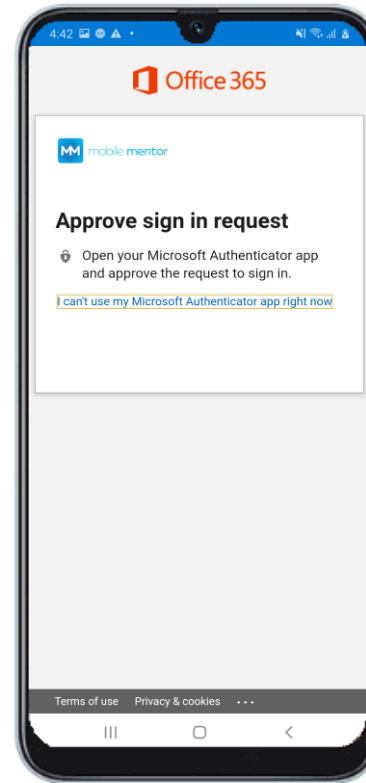 4:42
Office 365
MM mobile mentor
Approve sign in request
Open your Microsoft Authenticator app
and approve the request to sign in.
I can't use my Microsoft Authenticator app right now
Terms of use Privacy & cookies ...